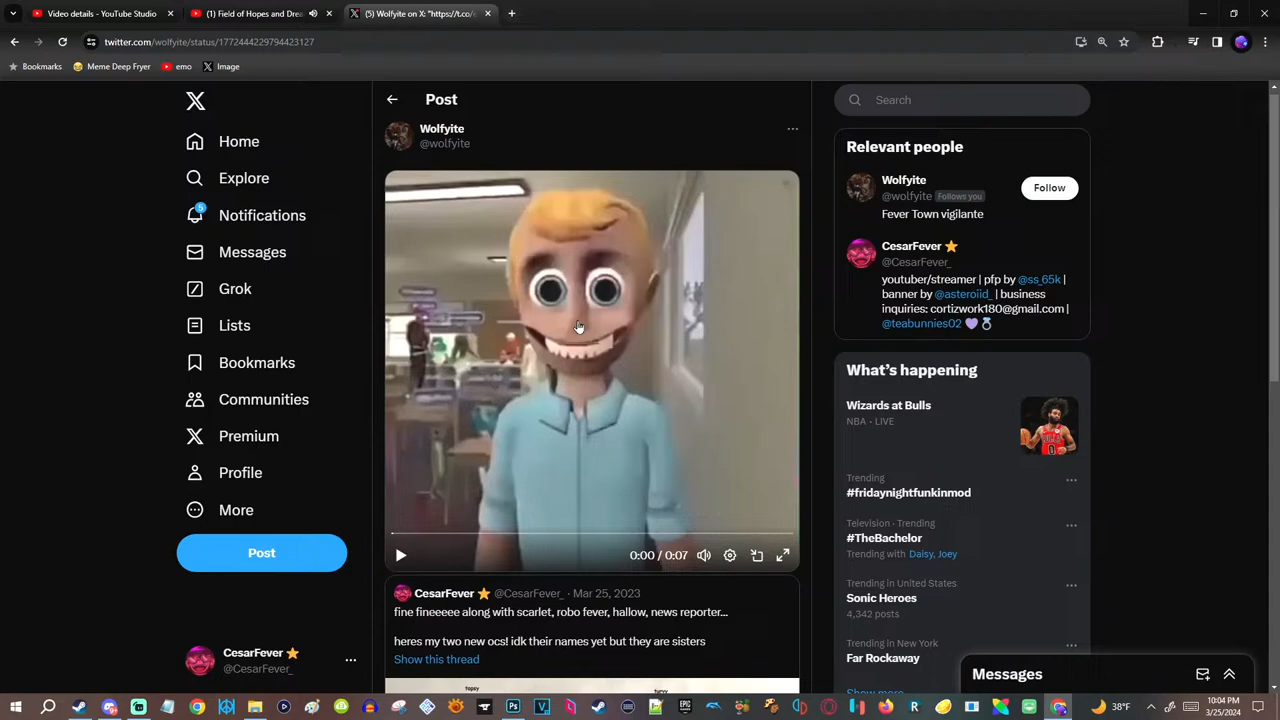 Video details - YouTube Studio
(1) Field of Hopes and Drea
(5) Wolfyite on X: "https://t.co/
twitter.com/wolfyite/status/1772444229794423127
Bookmarks
Meme Deep Fryer
emo
Image
Home
Explore
5
Notifications
Messages
Grok
Lists
Bookmarks
Communities
Premium
Profile
More
Post
CesarFever
@CesarFever_
Post
Wolfyite
@wolfyite
0:00 / 0:07
CesarFever @CesarFever_ · Mar 25, 2023
fine fineeeee along with scarlet, robo fever, hallow, news reporter...
heres my two new ocs! idk their names yet but they are sisters
Show this thread
topsy
turvy
Search
Relevant people
Wolfyite
@wolfyite Follows you
Follow
Fever Town vigilante
CesarFever
@CesarFever_
youtuber/streamer | pfp by @ss_65k |
banner by @asteroiid_ | business
inquiries: cortizwork180@gmail.com |
@teabunnies02
What's happening
Wizards at Bulls
NBA · LIVE
Trending
#fridaynightfunkinmod
Television · Trending
#TheBachelor
Trending with Daisy, Joey
Trending in United States
Sonic Heroes
4,342 posts
Trending in New York
Far Rockaway
Show more
Messages
38°F
10:04 PM
3/25/2024